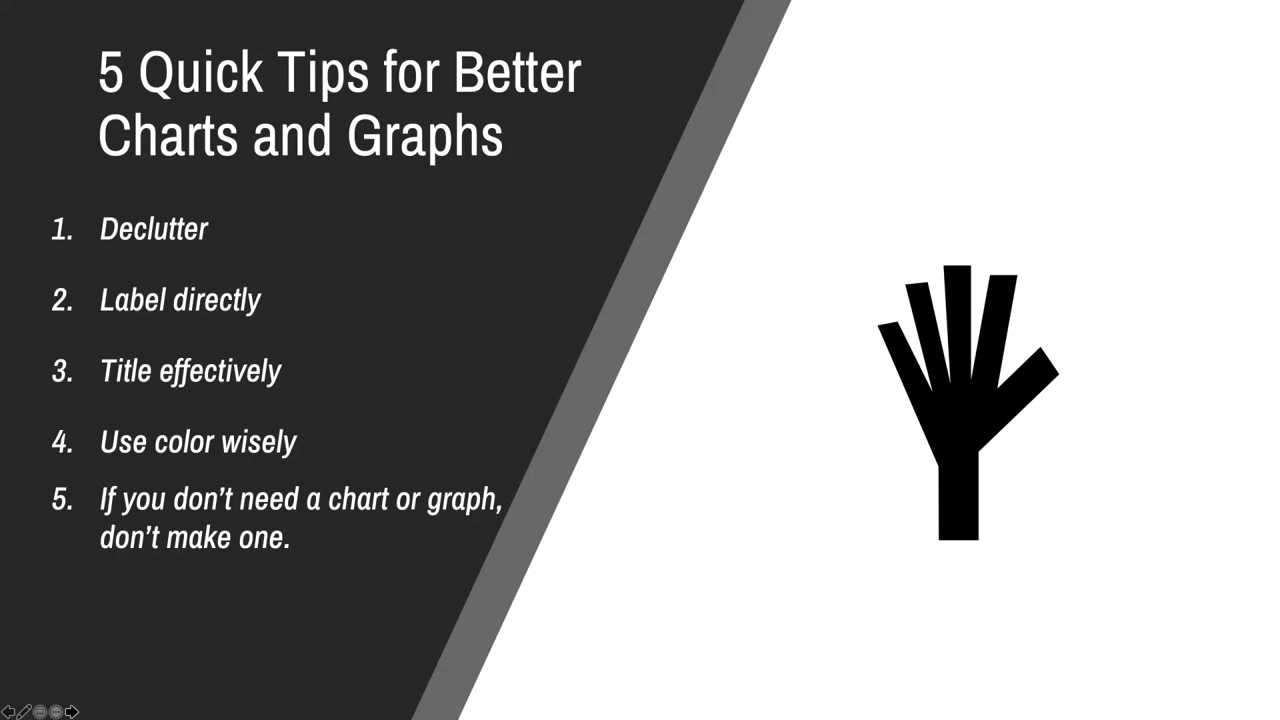 5 Quick Tips for Better
Charts and Graphs
1. Declutter
2. Label directly
3. Title effectively
4. Use color wisely
5. If you don’t need a chart or graph,
don’t make one.